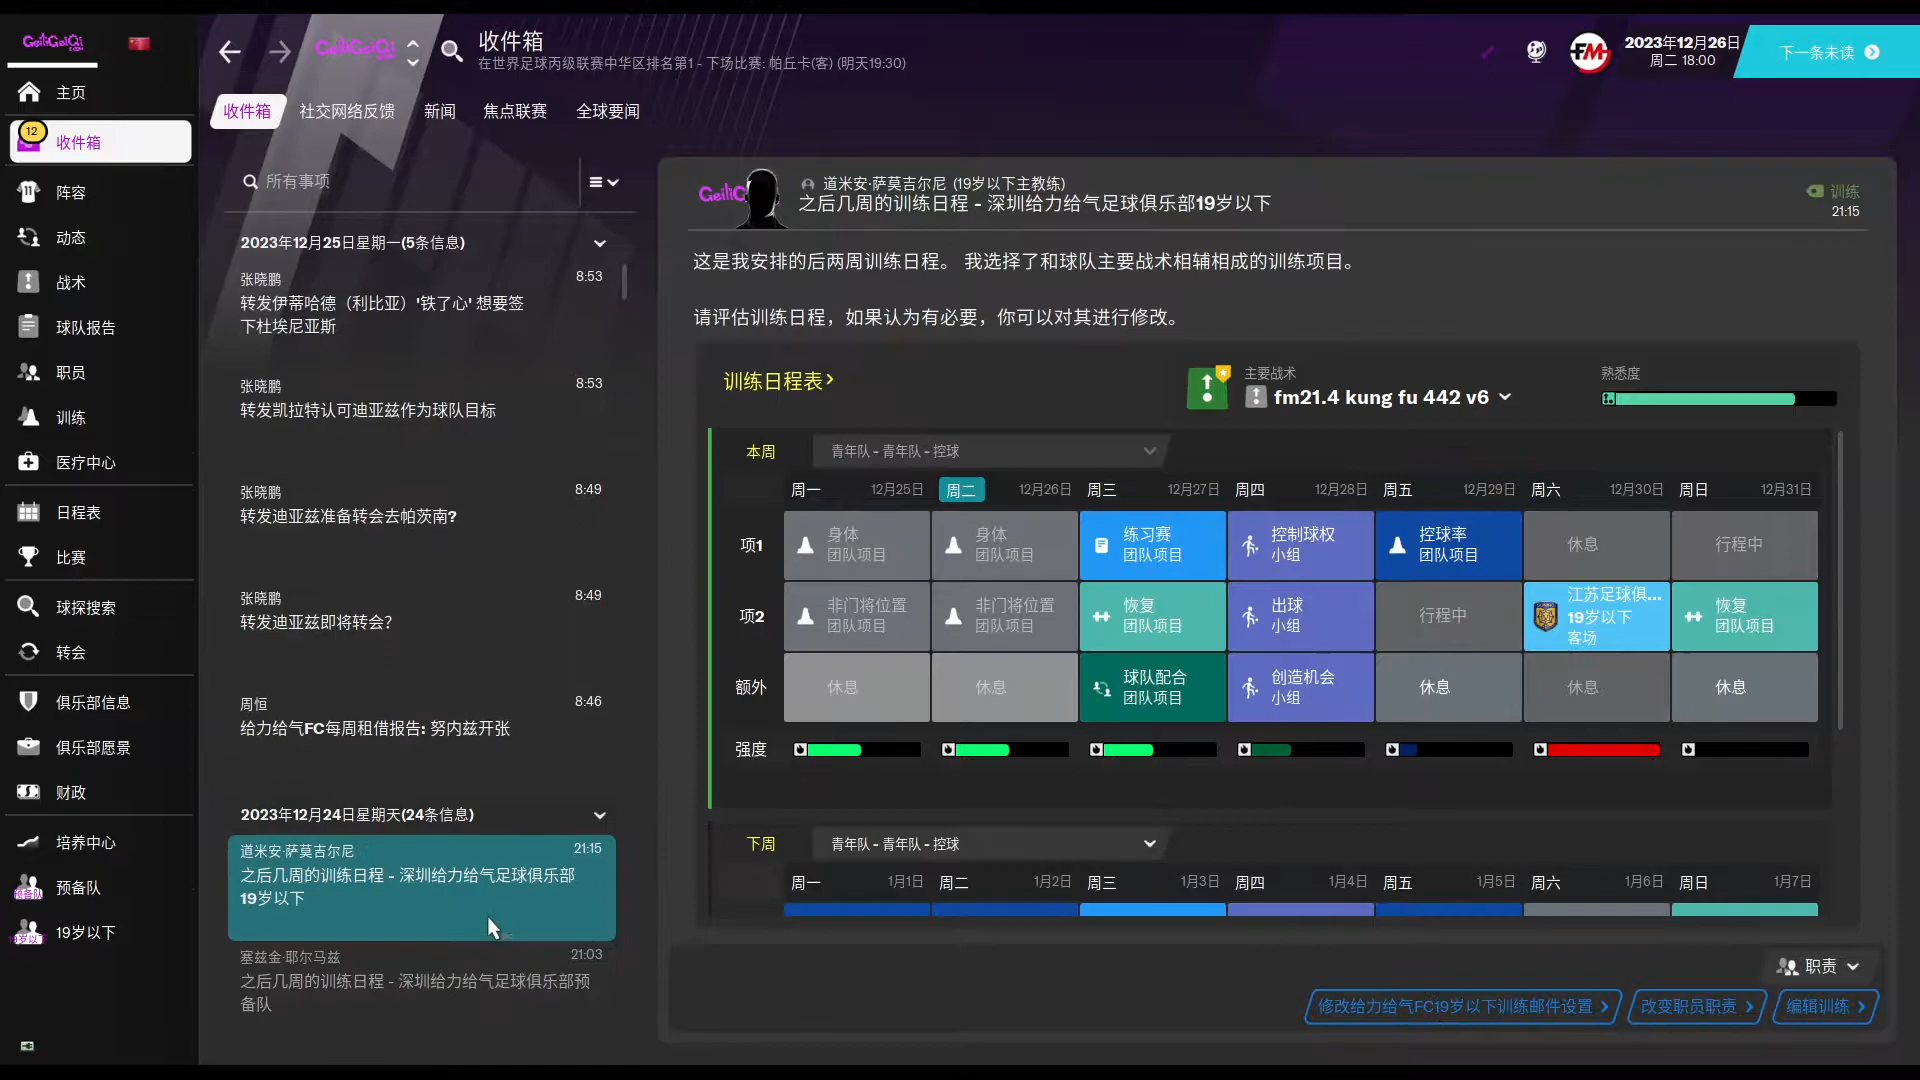 GeiliGeiQi
GeiliGeiQi
收件箱
在世界足球丙级联赛中华区排名第1 - 下场比赛: 帕丘卡(客) (明天19:30)
FM
2023年12月26日
周二 18:00
下一条未读
主页
12
收件箱
阵容
动态
战术
球队报告
职员
训练
医疗中心
日程表
比赛
球探搜索
转会
俱乐部信息
俱乐部愿景
财政
培养中心
预备队
预备队
19岁以下
19岁以下
收件箱 社交网络反馈 新闻 焦点联赛 全球要闻
所有事项
2023年12月25日星期一(5条信息)
张晓鹏 8:53
转发伊蒂哈德（利比亚）'铁了心' 想要签
下杜埃尼亚斯
张晓鹏 8:53
转发凯拉特认可迪亚兹作为球队目标
张晓鹏 8:49
转发迪亚兹准备转会去帕茨南?
张晓鹏 8:49
转发迪亚兹即将转会?
周恒 8:46
给力给气FC每周租借报告: 努内兹开张
2023年12月24日星期天(24条信息)
道米安·萨莫吉尔尼 21:15
之后几周的训练日程 - 深圳给力给气足球俱乐部
19岁以下
塞兹金·耶尔马兹 21:03
之后几周的训练日程 - 深圳给力给气足球俱乐部预
备队
道米安·萨莫吉尔尼 (19岁以下主教练)
之后几周的训练日程 - 深圳给力给气足球俱乐部19岁以下
训练
21:15
这是我安排的后两周训练日程。 我选择了和球队主要战术相辅相成的训练项目。
请评估训练日程，如果认为有必要，你可以对其进行修改。
训练日程表
主要战术
fm21.4 kung fu 442 v6
熟悉度
本周 青年队 - 青年队 - 控球
周一 12月25日 周二 12月26日 周三 12月27日 周四 12月28日 周五 12月29日 周六 12月30日 周日 12月31日
项1 身体 团队项目 身体 团队项目 练习赛 团队项目 控制球权 小组 控球率 团队项目 休息 行程中
项2 非门将位置 团队项目 非门将位置 团队项目 恢复 团队项目 出球 小组 行程中 江苏足球俱... 19岁以下 客场 恢复 团队项目
额外 休息 休息 球队配合 团队项目 创造机会 小组 休息 休息 休息
强度
下周 青年队 - 青年队 - 控球
周一 1月1日 周二 1月2日 周三 1月3日 周四 1月4日 周五 1月5日 周六 1月6日 周日 1月7日
职责
修改给力给气FC19岁以下训练邮件设置 改变职员职责 编辑训练